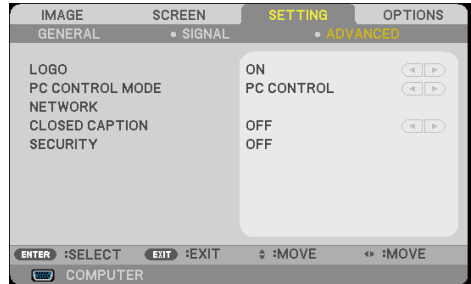 IMAGE SCREEN SETTING OPTIONS
GENERAL • SIGNAL • ADVANCED
LOGO ON
PC CONTROL MODE PC CONTROL
NETWORK
CLOSED CAPTION OFF
SECURITY OFF
ENTER :SELECT EXIT :EXIT :MOVE :MOVE
COMPUTER